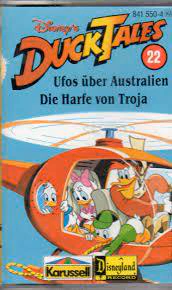 Disney's
841 550-4
DUCKTALES
22
Ufos über Australien
Die Harfe von Troja
Karussell
Disneyland
RECORD